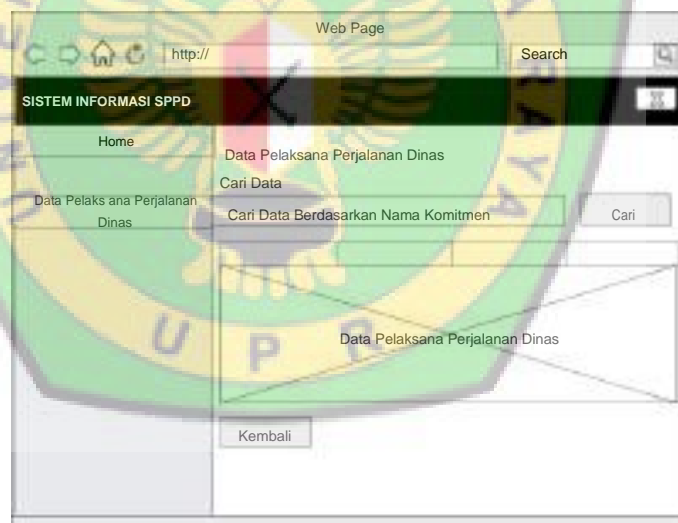 Web Page
http://
Search
SISTEM INFORMASI SPPD
Home
Data Pelaks ana Perjalanan
Dinas
Data Pelaksana Perjalanan Dinas
Cari Data
Cari Data Berdasarkan Nama Komitmen
Cari
Data Pelaksana Perjalanan Dinas
Kembali
U P R
RAYA